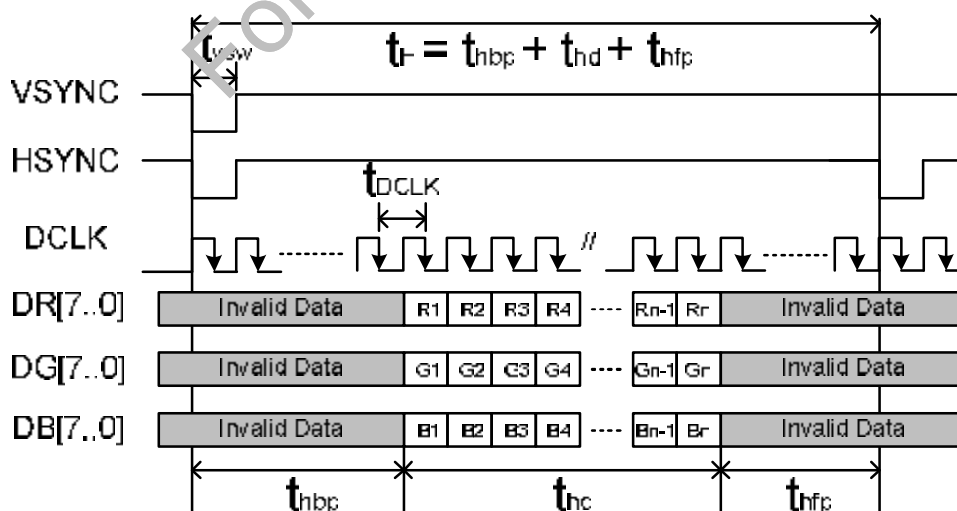 For
tvsw
tH = thbp + thd + thfp
VSYNC
HSYNC
tDCLK
DCLK
//
DR[7..0] Invalid Data R1 R2 R3 R4 ---- Rn-1 Rr Invalid Data
DG[7..0] Invalid Data G1 G2 G3 G4 ---- Gn-1 Gr Invalid Data
DB[7..0] Invalid Data B1 B2 B3 B4 ---- Bn-1 Br Invalid Data
thbp thd thfp